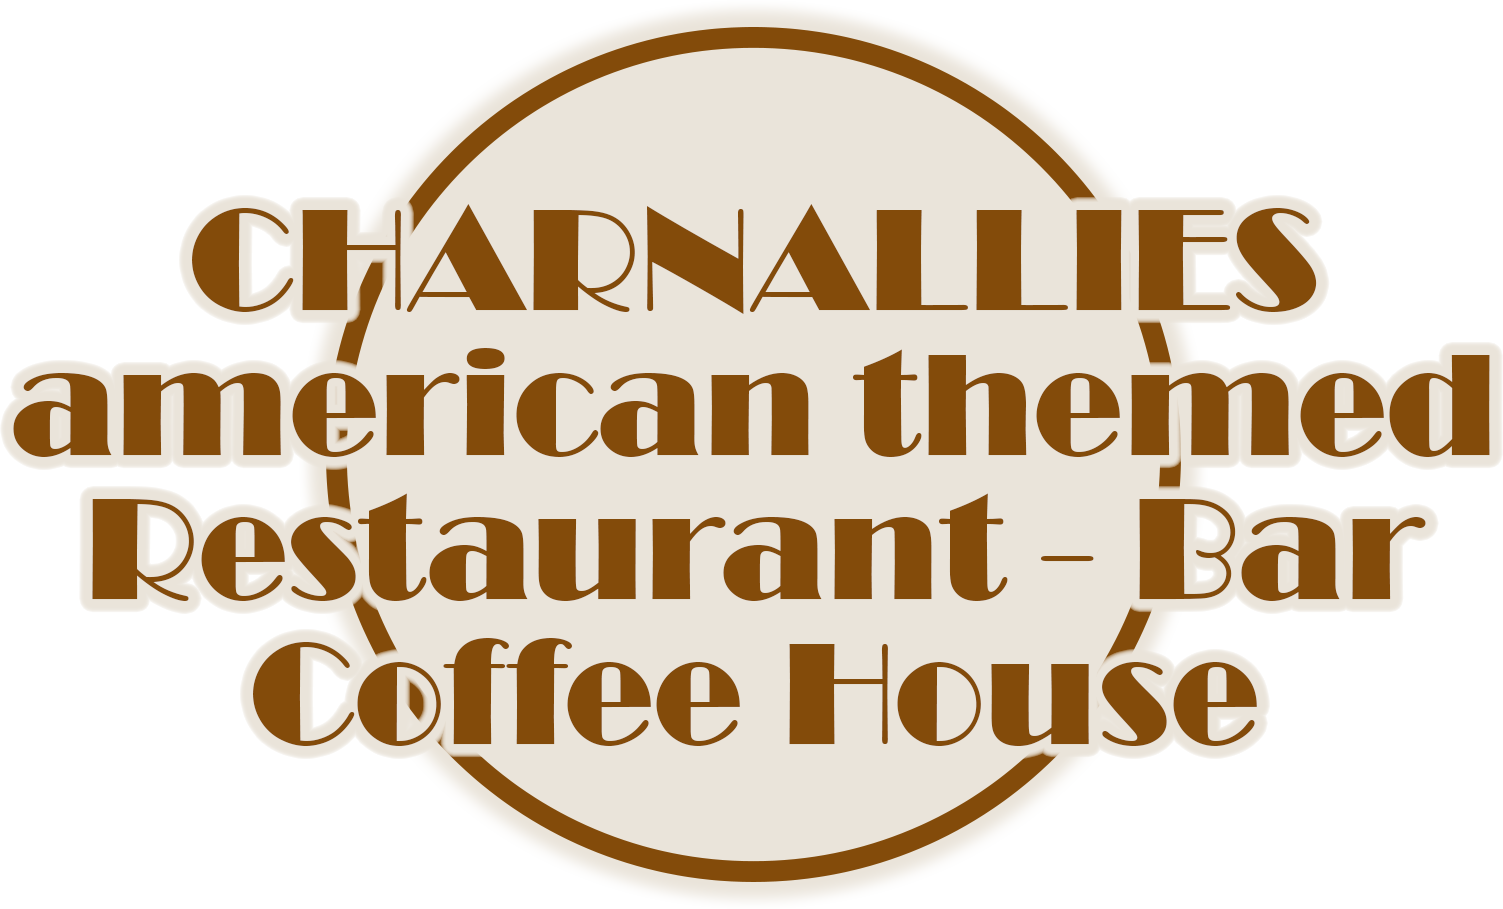 CHARNALLIES
american themed
Restaurant - Bar
Coffee House